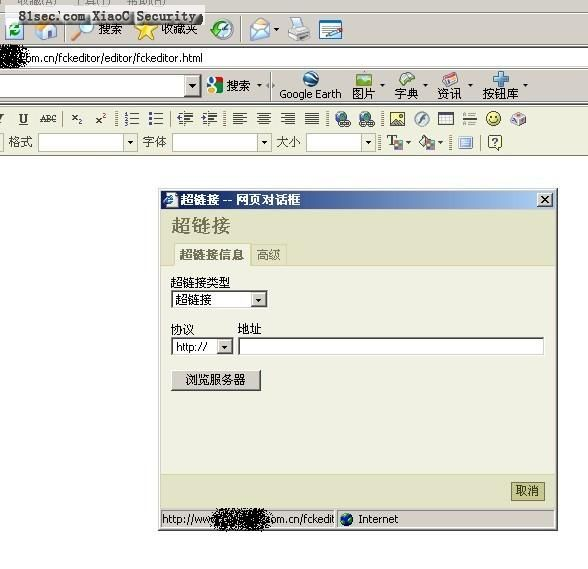 81sec.com XiaoC Security
搜索 收藏夹
om.cn/fckeditor/editor/fckeditor.html
搜索 Google Earth 图片 字典 资讯 按钮库
U ABC x₂ x²
格式 字体 大小
超链接 -- 网页对话框
超链接
超链接信息 高级
超链接类型
超链接
协议 地址
http://
浏览服务器
取消
http://www om.cn/fckedit Internet